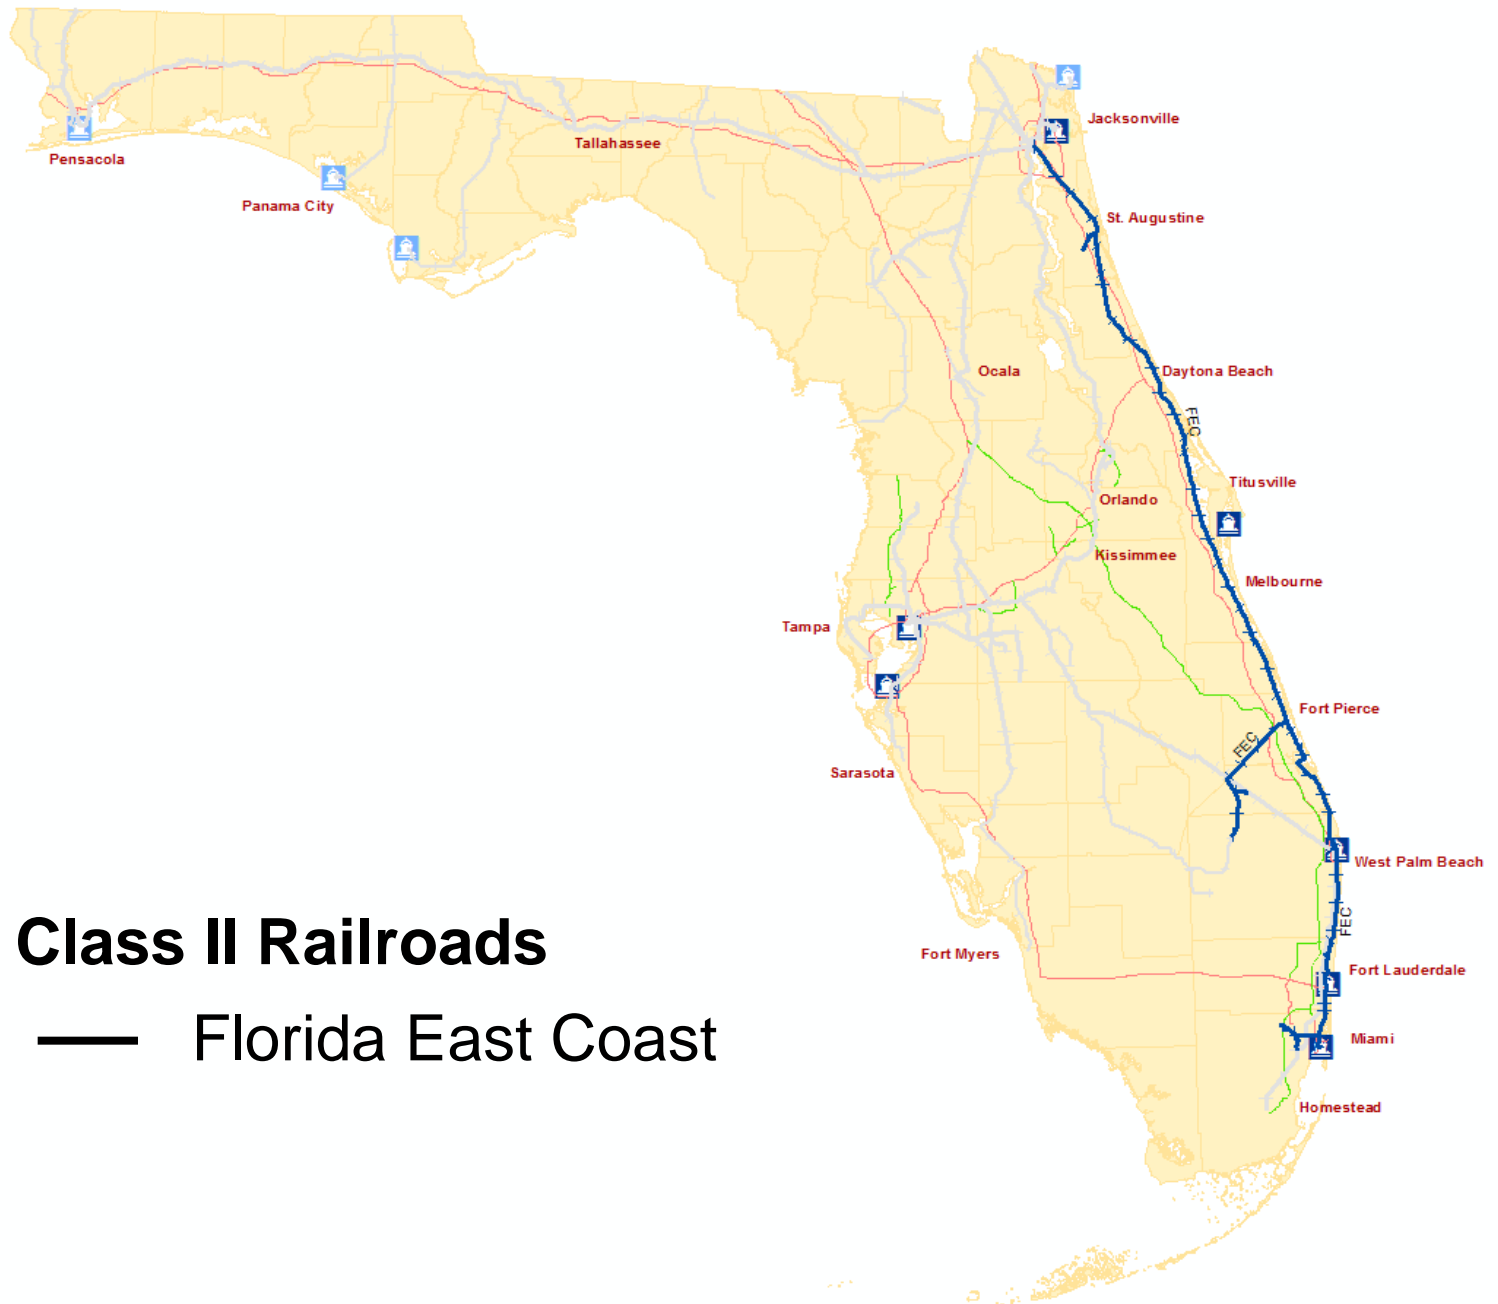 Jacksonville
Tallahassee
Pensacola
Panama City
St. Augustine
Ocala
Daytona Beach
FEC
Titusville
Orlando
Kissimmee
Melbourne
Tampa
Fort Pierce
FEC
Sarasota
West Palm Beach
FEC
Class II Railroads
Fort Myers
Fort Lauderdale
Florida East Coast
Miami
Homestead